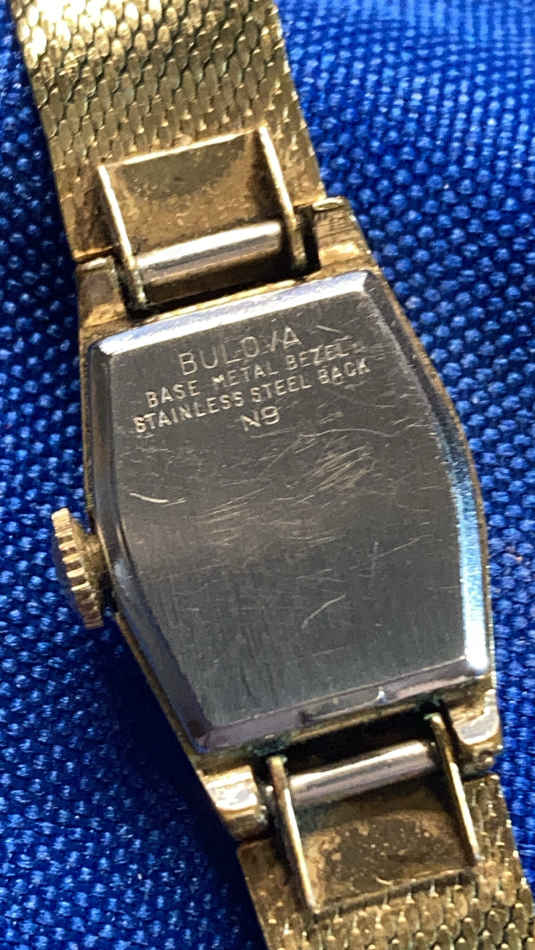 BULOVA
BASE METAL BEZEL
STAINLESS STEEL BACK
N9